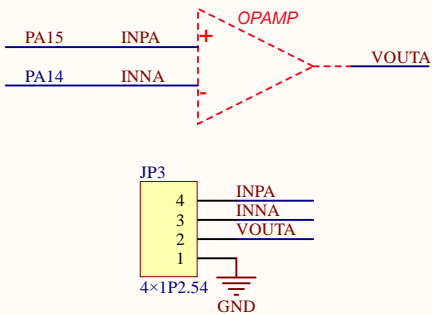 OPAMP
PA15 INPA +
VOUTA
PA14 INNA -
JP3
4 INPA
3 INNA
2 VOUTA
1
4×1P2.54
GND